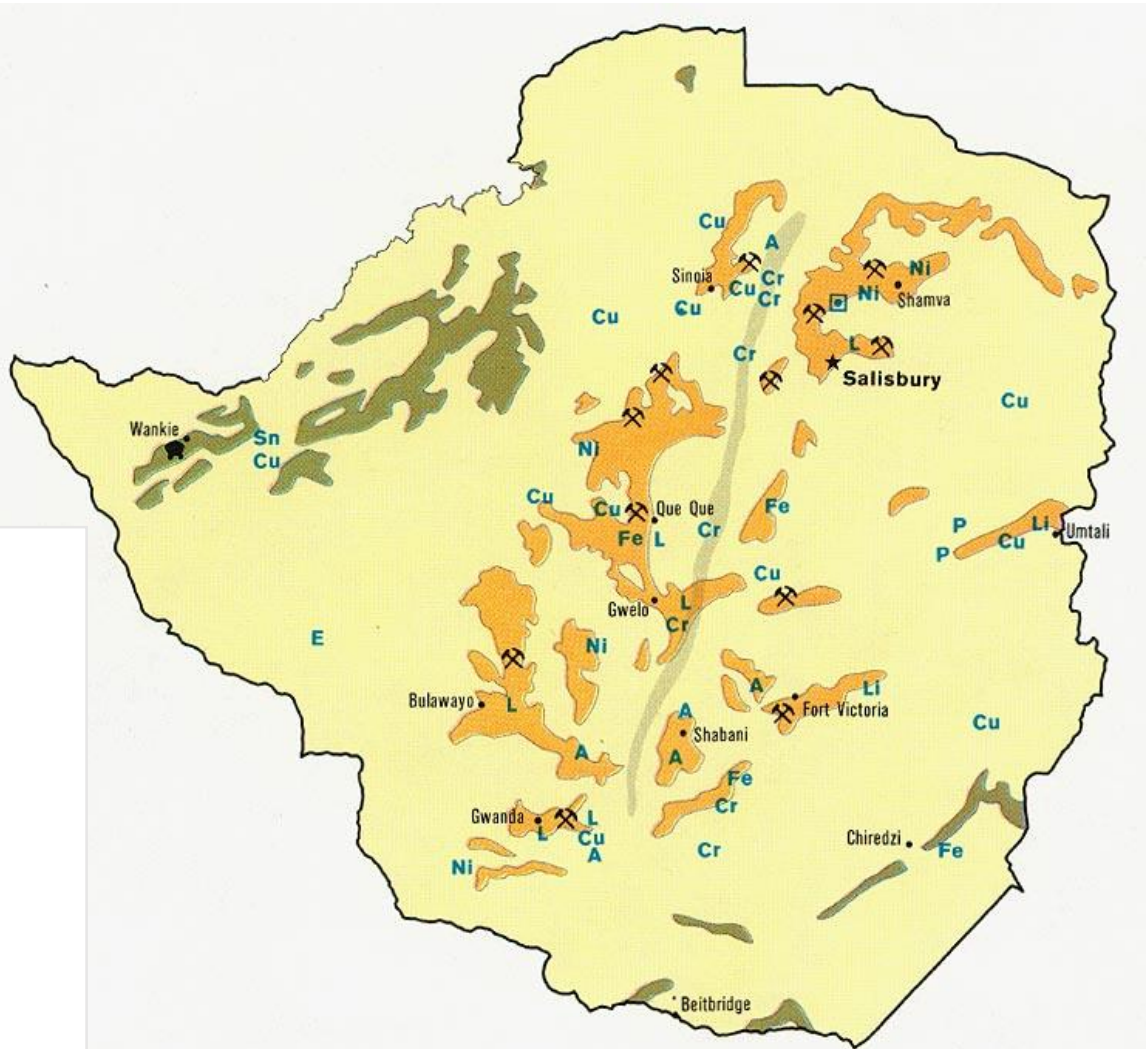 Cu
A
Sinoia
Cr
Cu
Cr
Cu
Cu
Ni
Ni
Shamva
Cr
L
Salisbury
Cu
Wankie
Sn
Cu
Ni
Cu
Cu
Que Que
Fe
L
Cr
Fe
P
Li
Umtali
Cu
P
Cu
Gwelo
L
Cr
E
Ni
Bulawayo
L
A
Li
Fort Victoria
A
Shabani
A
Cu
A
Fe
Cr
Gwanda
L
L
Cu
A
Cr
Ni
Chiredzi
Fe
Beitbridge